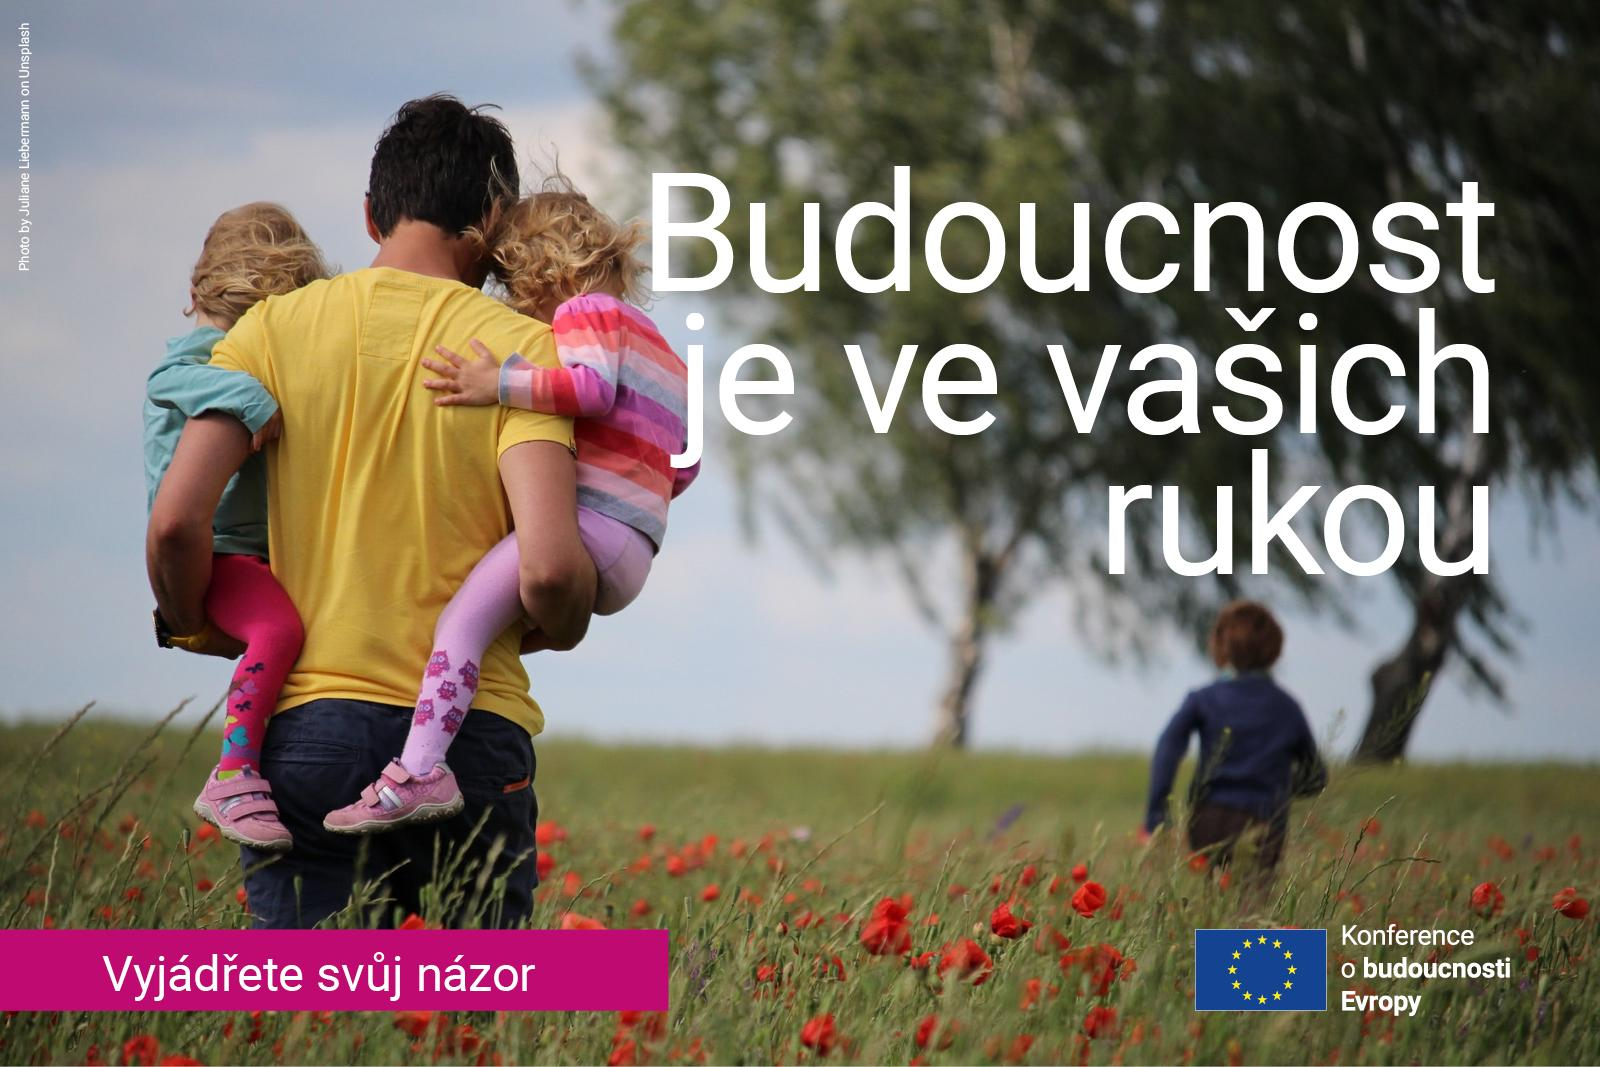 Photo by Juliane Liebermann on Unsplash
Budoucnost
je ve vašich
rukou
Vyjádřete svůj názor
Konference
o budoucnosti
Evropy